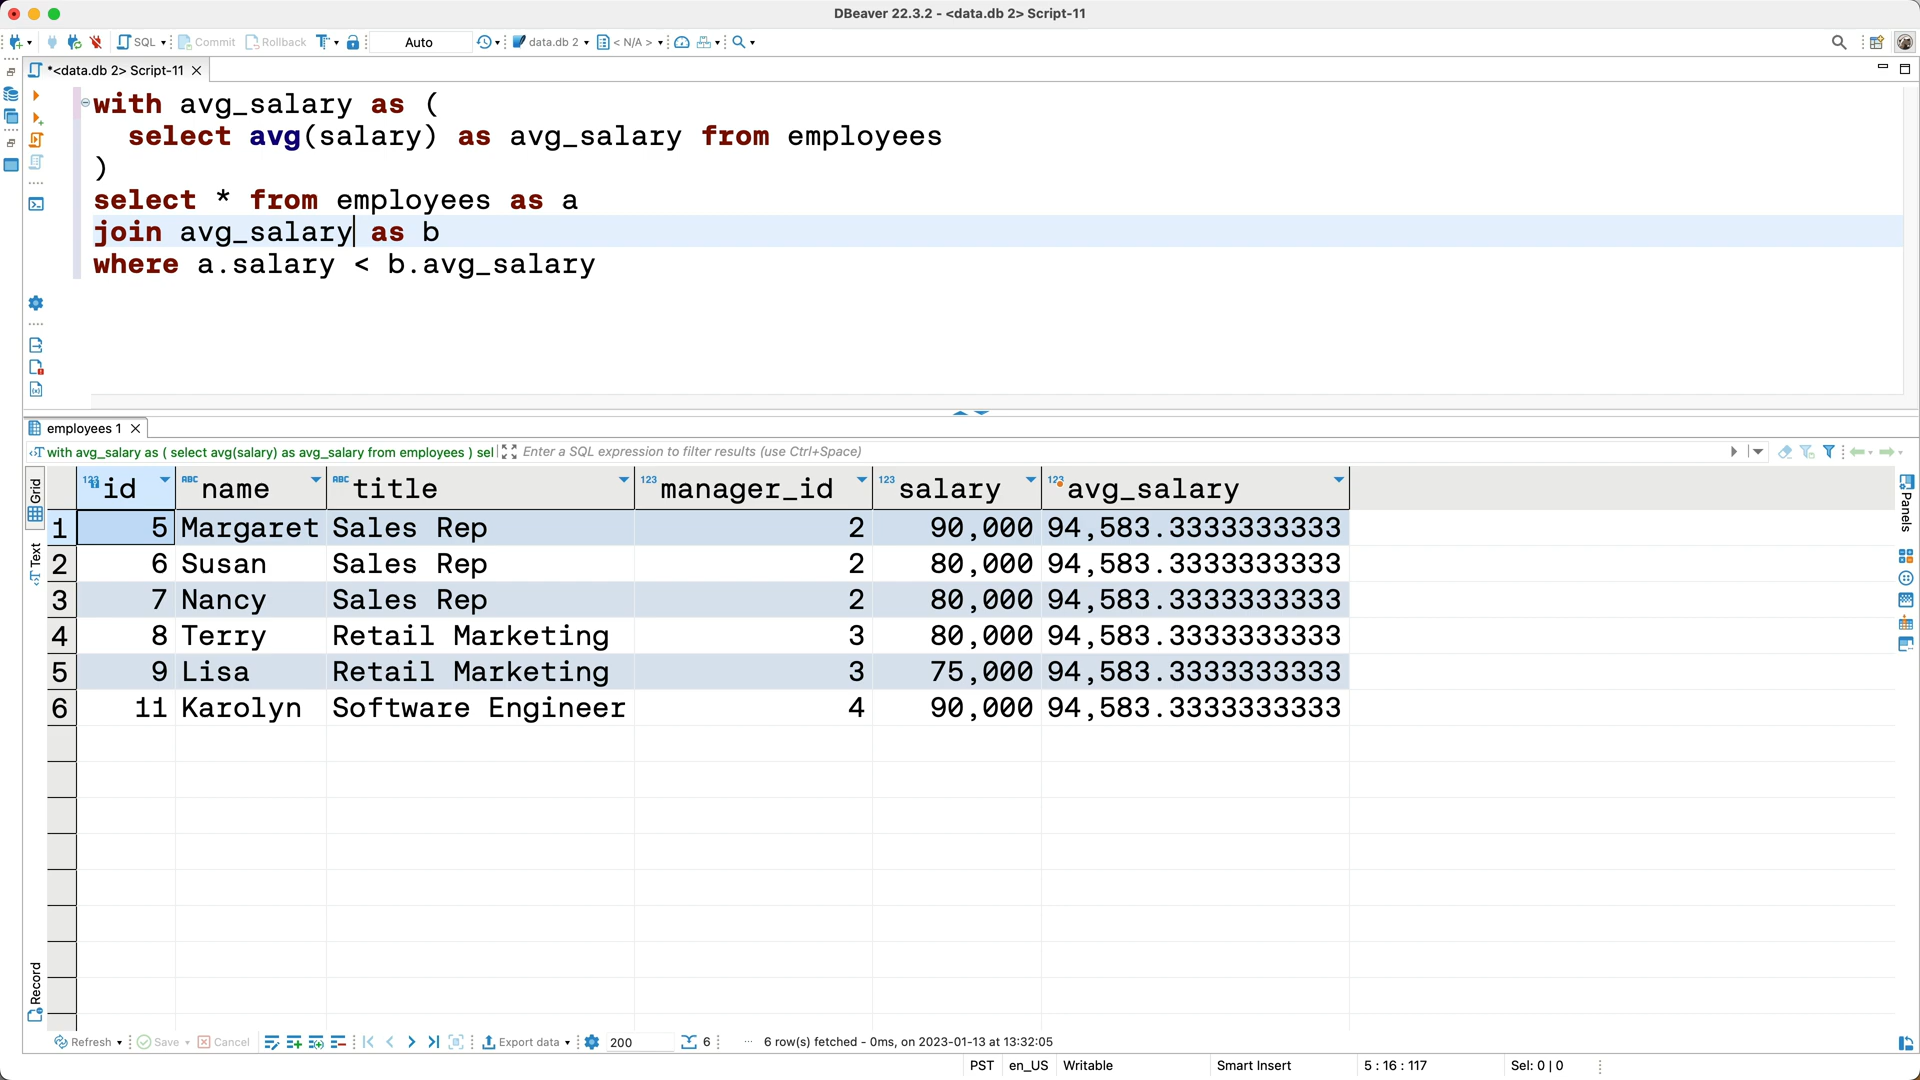 DBeaver 22.3.2 - <data.db 2> Script-11
SQL Commit Rollback Auto data.db 2 < N/A >
*<data.db 2> Script-11
with avg_salary as (
select avg(salary) as avg_salary from employees
)
select * from employees as a
join avg_salary as b
where a.salary < b.avg_salary
employees 1
with avg_salary as ( select avg(salary) as avg_salary from employees ) sel Enter a SQL expression to filter results (use Ctrl+Space)
Grid
Text
Record
Panels
123 id ABC name ABC title 123 manager_id 123 salary 123 avg_salary
1 5 Margaret Sales Rep 2 90,000 94,583.3333333333
2 6 Susan Sales Rep 2 80,000 94,583.3333333333
3 7 Nancy Sales Rep 2 80,000 94,583.3333333333
4 8 Terry Retail Marketing 3 80,000 94,583.3333333333
5 9 Lisa Retail Marketing 3 75,000 94,583.3333333333
6 11 Karolyn Software Engineer 4 90,000 94,583.3333333333
Refresh Save Cancel Export data 200 6 ... 6 row(s) fetched - 0ms, on 2023-01-13 at 13:32:05
PST en_US Writable Smart Insert 5 : 16 : 117 Sel: 0 | 0